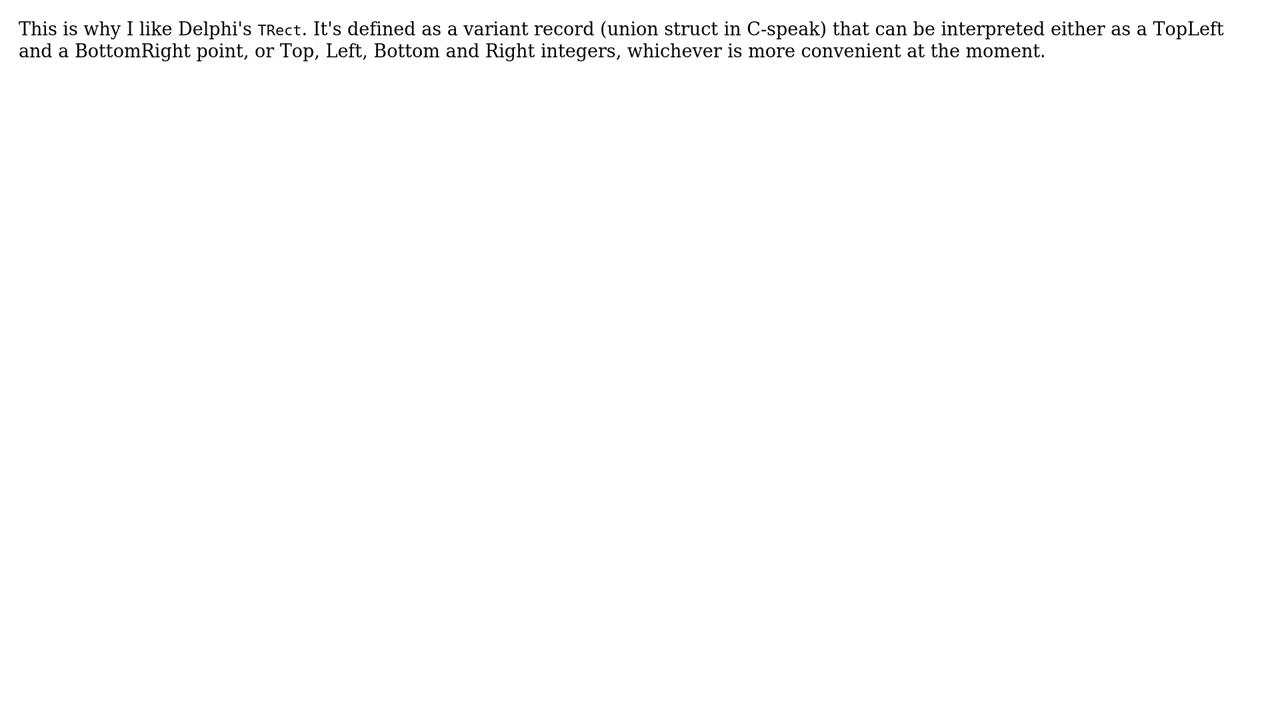 This is why I like Delphi's TRect. It's defined as a variant record (union struct in C-speak) that can be interpreted either as a TopLeft
and a BottomRight point, or Top, Left, Bottom and Right integers, whichever is more convenient at the moment.